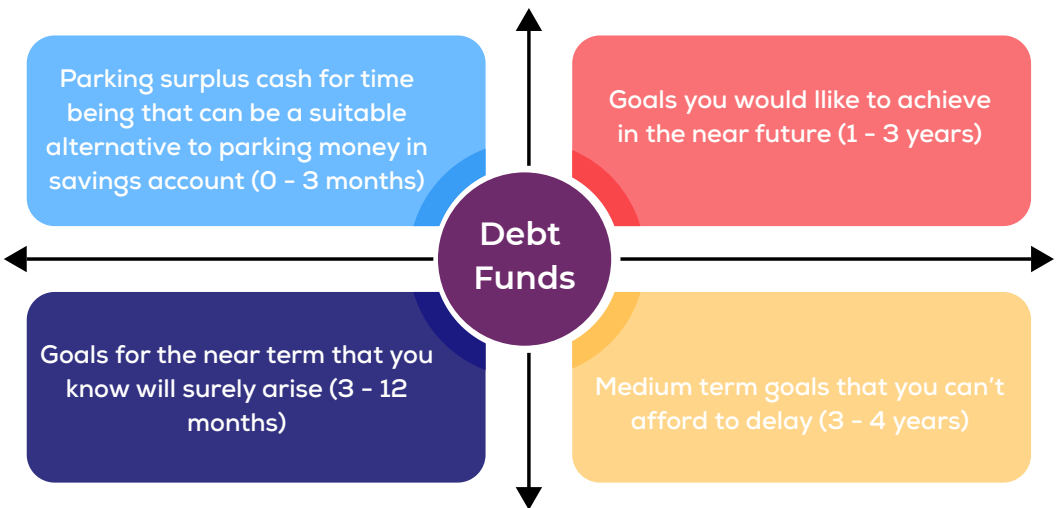 Parking surplus cash for time
being that can be a suitable
alternative to parking money in
savings account (0 - 3 months)
Goals you would llike to achieve
in the near future (1 - 3 years)
Debt
Funds
Goals for the near term that you
know will surely arise (3 - 12
months)
Medium term goals that you can't
afford to delay (3 - 4 years)